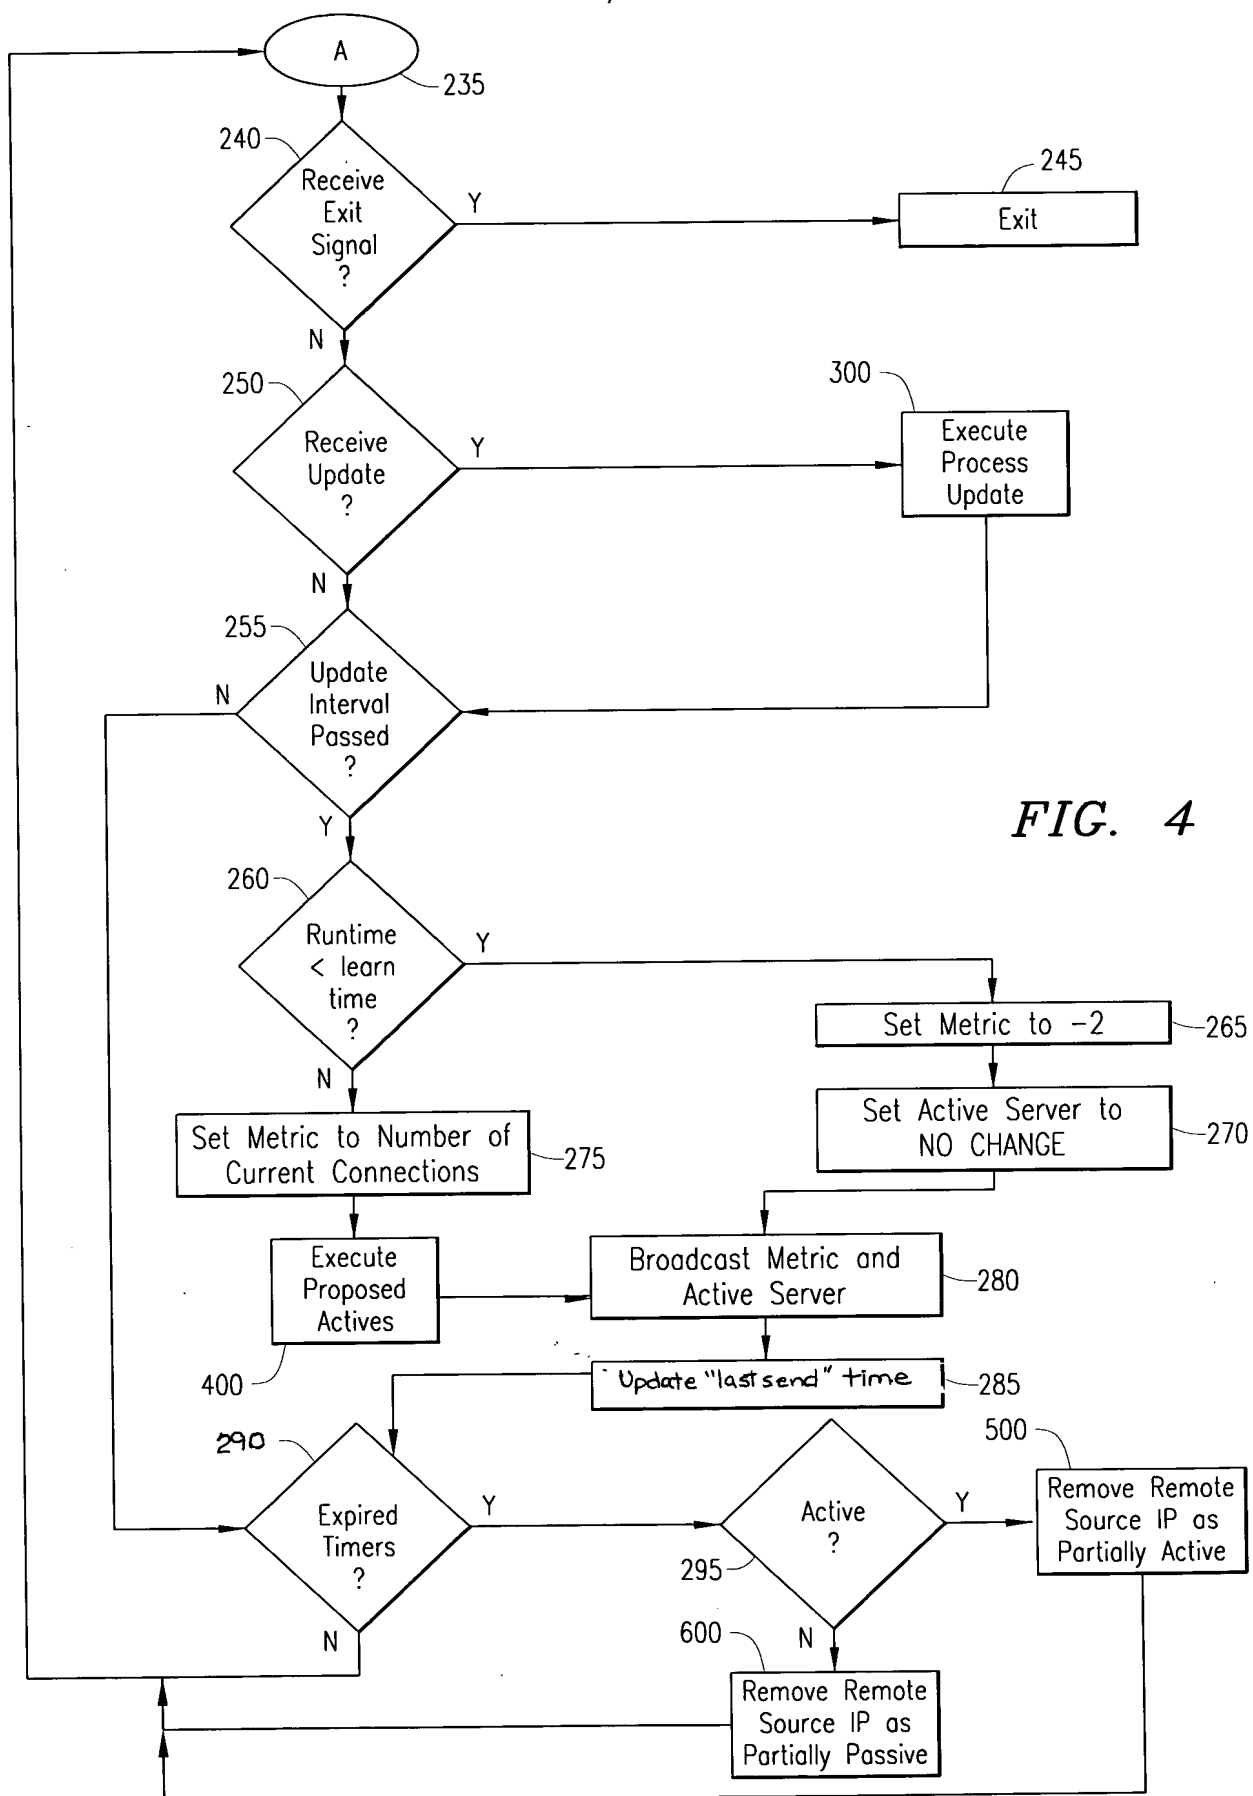 A
235
240
Receive
Exit
Signal
?
Y
N
245
Exit
250
Receive
Update
?
Y
N
300
Execute
Process
Update
255
Update
Interval
Passed
?
N
Y
FIG. 4
260
Runtime
< learn
time
?
Y
N
Set Metric to -2
265
Set Active Server to
NO CHANGE
270
Set Metric to Number of
Current Connections
275
Execute
Proposed
Actives
400
Broadcast Metric and
Active Server
280
Update "last send" time
285
290
Expired
Timers
?
Y
N
Active
?
295
Y
N
500
Remove Remote
Source IP as
Partially Active
600
Remove Remote
Source IP as
Partially Passive